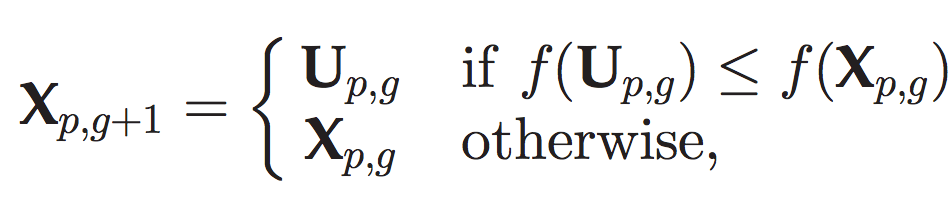 X_{p,g+1} = { U_{p,g} if f(U_{p,g}) ≤ f(X_{p,g})
X_{p,g} otherwise,